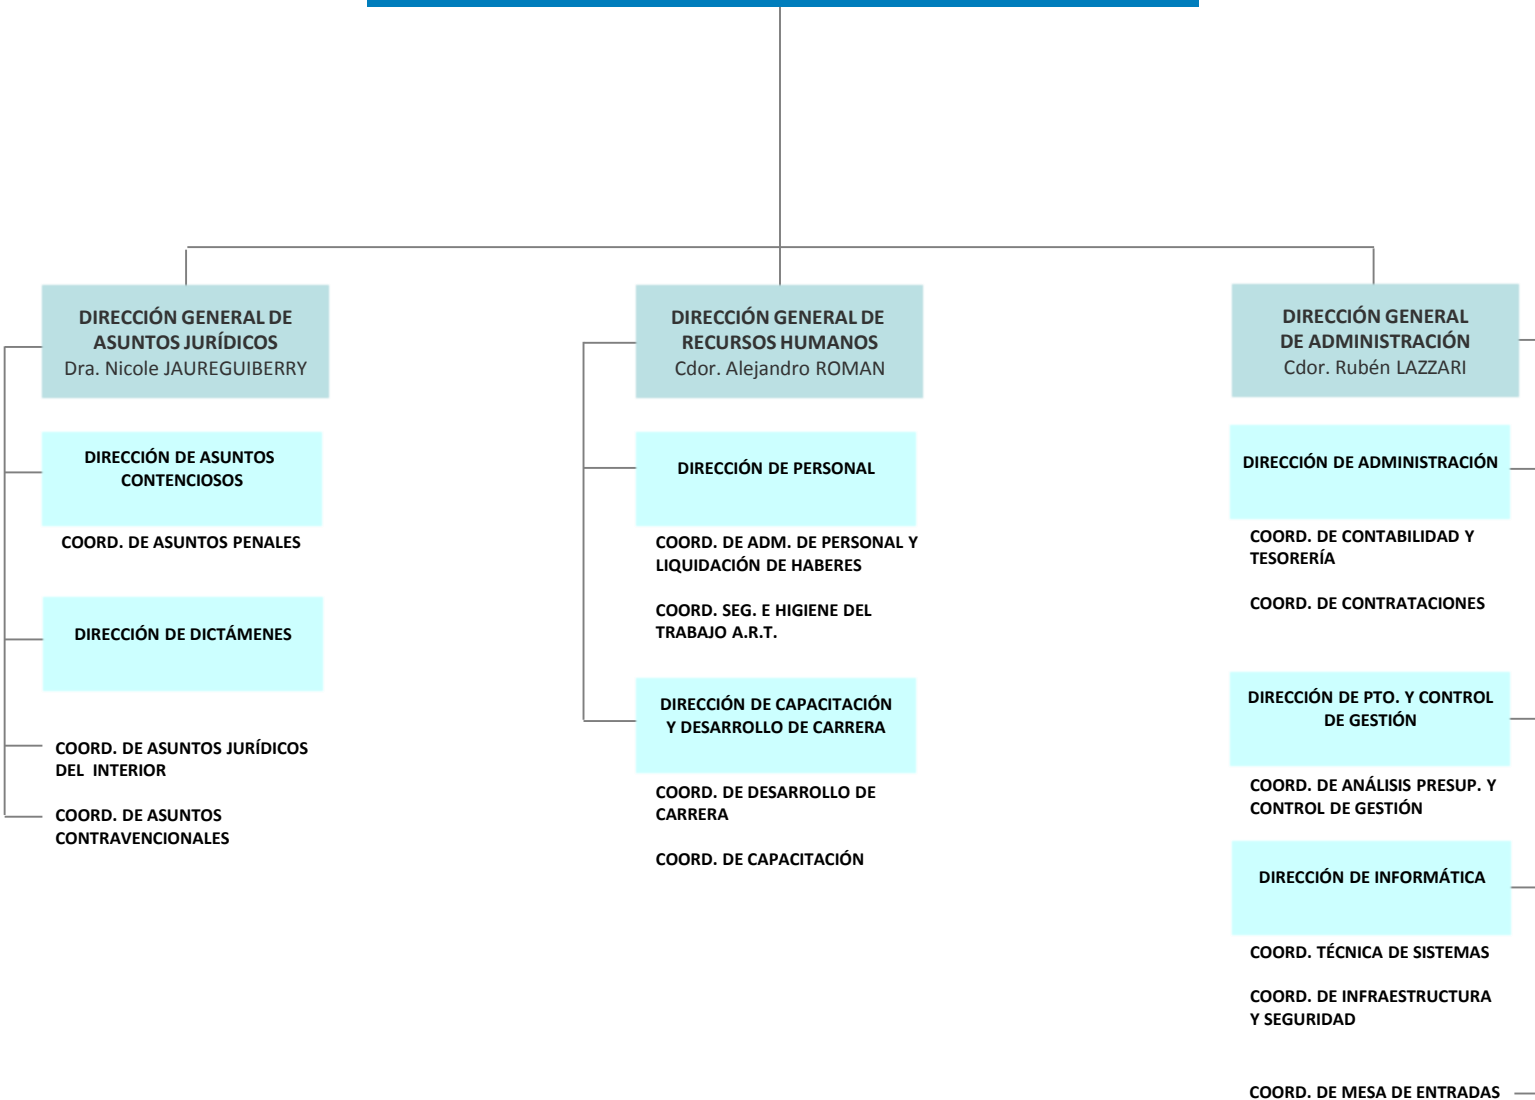 DIRECCIÓN GENERAL DE
ASUNTOS JURÍDICOS
Dra. Nicole JAUREGUIBERRY
DIRECCIÓN DE ASUNTOS
CONTENCIOSOS
COORD. DE ASUNTOS PENALES
DIRECCIÓN DE DICTÁMENES
COORD. DE ASUNTOS JURÍDICOS
DEL INTERIOR
COORD. DE ASUNTOS
CONTRAVENCIONALES
DIRECCIÓN GENERAL DE
RECURSOS HUMANOS
Cdor. Alejandro ROMAN
DIRECCIÓN DE PERSONAL
COORD. DE ADM. DE PERSONAL Y
LIQUIDACIÓN DE HABERES
COORD. SEG. E HIGIENE DEL
TRABAJO A.R.T.
DIRECCIÓN DE CAPACITACIÓN
Y DESARROLLO DE CARRERA
COORD. DE DESARROLLO DE
CARRERA
COORD. DE CAPACITACIÓN
DIRECCIÓN GENERAL
DE ADMINISTRACIÓN
Cdor. Rubén LAZZARI
DIRECCIÓN DE ADMINISTRACIÓN
COORD. DE CONTABILIDAD Y
TESORERÍA
COORD. DE CONTRATACIONES
DIRECCIÓN DE PTO. Y CONTROL
DE GESTIÓN
COORD. DE ANÁLISIS PRESUP. Y
CONTROL DE GESTIÓN
DIRECCIÓN DE INFORMÁTICA
COORD. TÉCNICA DE SISTEMAS
COORD. DE INFRAESTRUCTURA
Y SEGURIDAD
COORD. DE MESA DE ENTRADAS